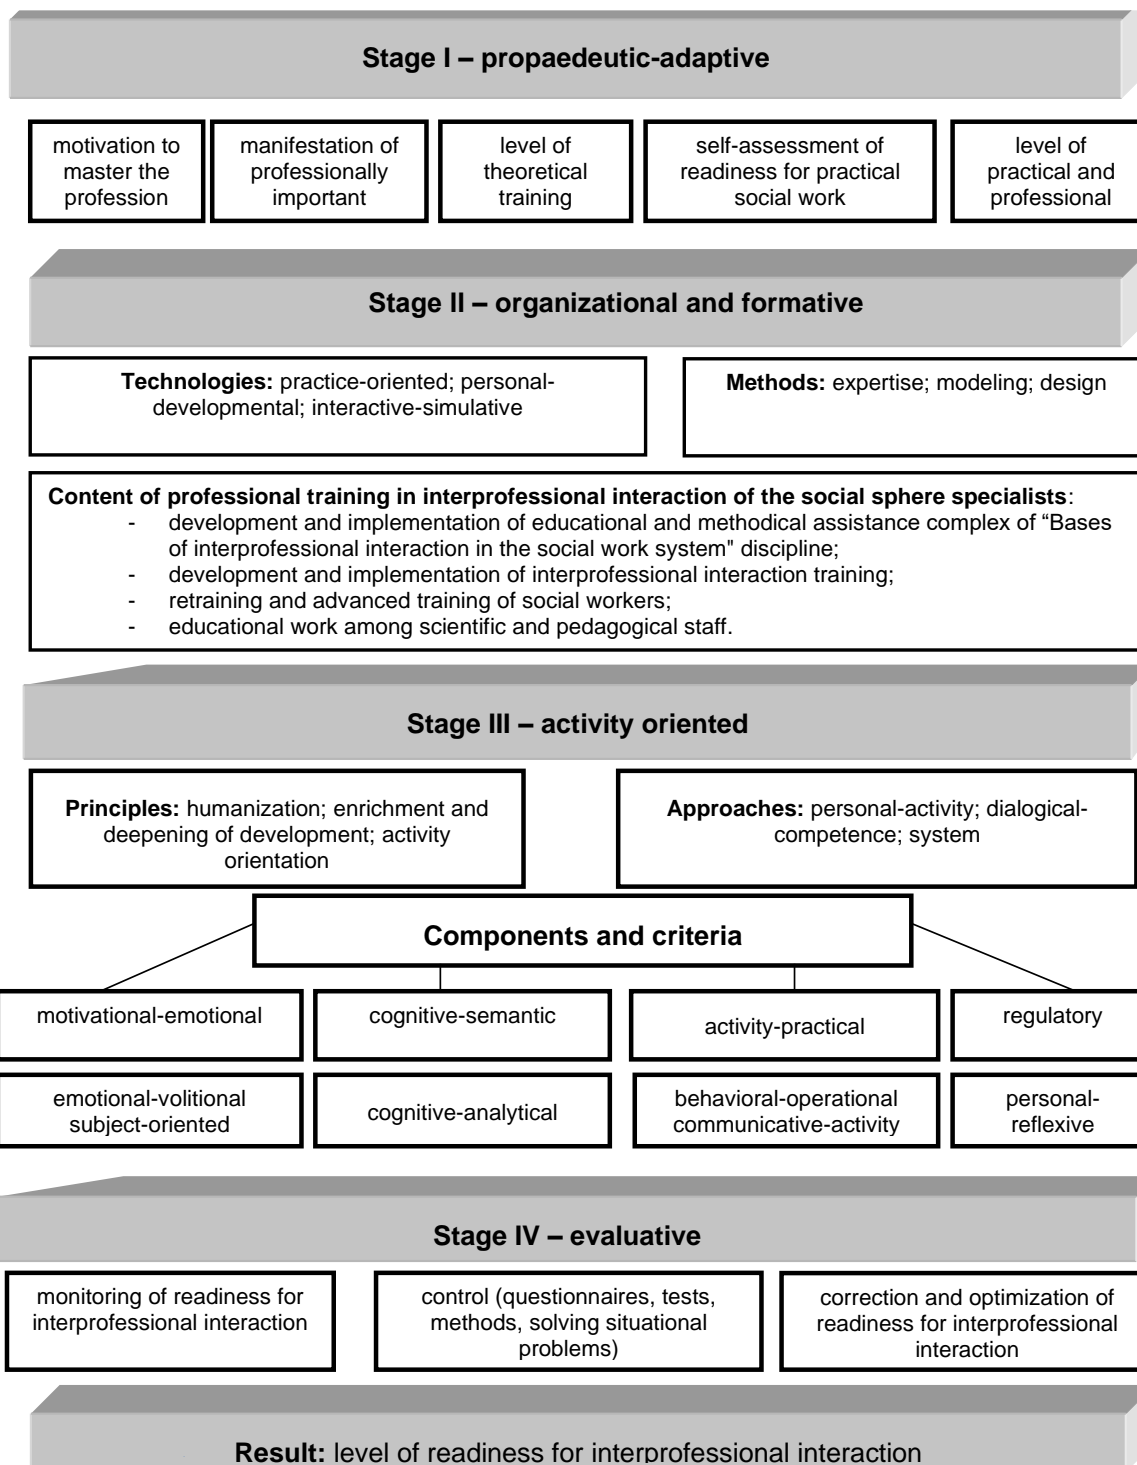 Stage I – propaedeutic-adaptive
motivation to
master the
profession
manifestation of
professionally
important
level of
theoretical
training
self-assessment of
readiness for practical
social work
level of
practical and
professional
Stage II – organizational and formative
Technologies: practice-oriented; personal-
developmental; interactive-simulative
Methods: expertise; modeling; design
Content of professional training in interprofessional interaction of the social sphere specialists:
- development and implementation of educational and methodical assistance complex of “Bases
of interprofessional interaction in the social work system" discipline;
- development and implementation of interprofessional interaction training;
- retraining and advanced training of social workers;
- educational work among scientific and pedagogical staff.
Stage III – activity oriented
Principles: humanization; enrichment and
deepening of development; activity
orientation
Approaches: personal-activity; dialogical-
competence; system
Components and criteria
motivational-emotional
cognitive-semantic
activity-practical
regulatory
emotional-volitional
subject-oriented
cognitive-analytical
behavioral-operational
communicative-activity
personal-
reflexive
Stage IV – evaluative
monitoring of readiness for
interprofessional interaction
control (questionnaires, tests,
methods, solving situational
problems)
correction and optimization of
readiness for interprofessional
interaction
Result: level of readiness for interprofessional interaction